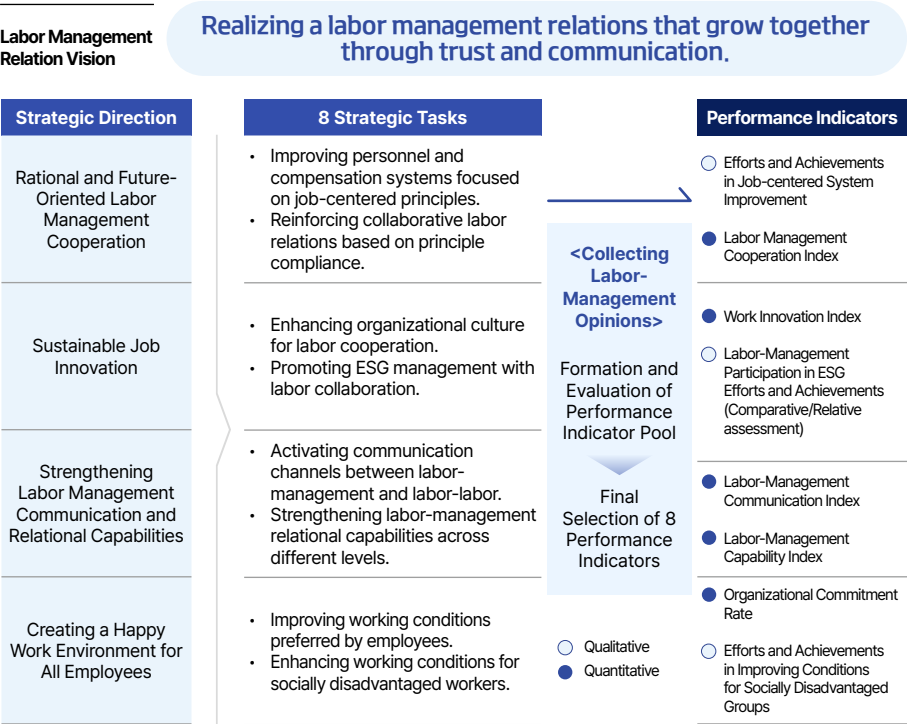 Labor Management
Relation Vision
Realizing a labor management relations that grow together
through trust and communication.
Strategic Direction
8 Strategic Tasks
Performance Indicators
Rational and Future-
Oriented Labor
Management
Cooperation
• Improving personnel and
compensation systems focused
on job-centered principles.
• Reinforcing collaborative labor
relations based on principle
compliance.
Efforts and Achievements
in Job-centered System
Improvement
Labor Management
Cooperation Index
Sustainable Job
Innovation
• Enhancing organizational culture
for labor cooperation.
• Promoting ESG management with
labor collaboration.
Work Innovation Index
Labor-Management
Participation in ESG
Efforts and Achievements
(Comparative/Relative
assessment)
Strengthening
Labor Management
Communication and
Relational Capabilities
• Activating communication
channels between labor-
management and labor-labor.
• Strengthening labor-management
relational capabilities across
different levels.
Labor-Management
Communication Index
Labor-Management
Capability Index
Creating a Happy
Work Environment for
All Employees
• Improving working conditions
preferred by employees.
• Enhancing working conditions for
socially disadvantaged workers.
Organizational Commitment
Rate
Efforts and Achievements
in Improving Conditions
for Socially Disadvantaged
Groups
<Collecting
Labor-
Management
Opinions>
Formation and
Evaluation of
Performance
Indicator Pool
Final
Selection of 8
Performance
Indicators
Qualitative
Quantitative